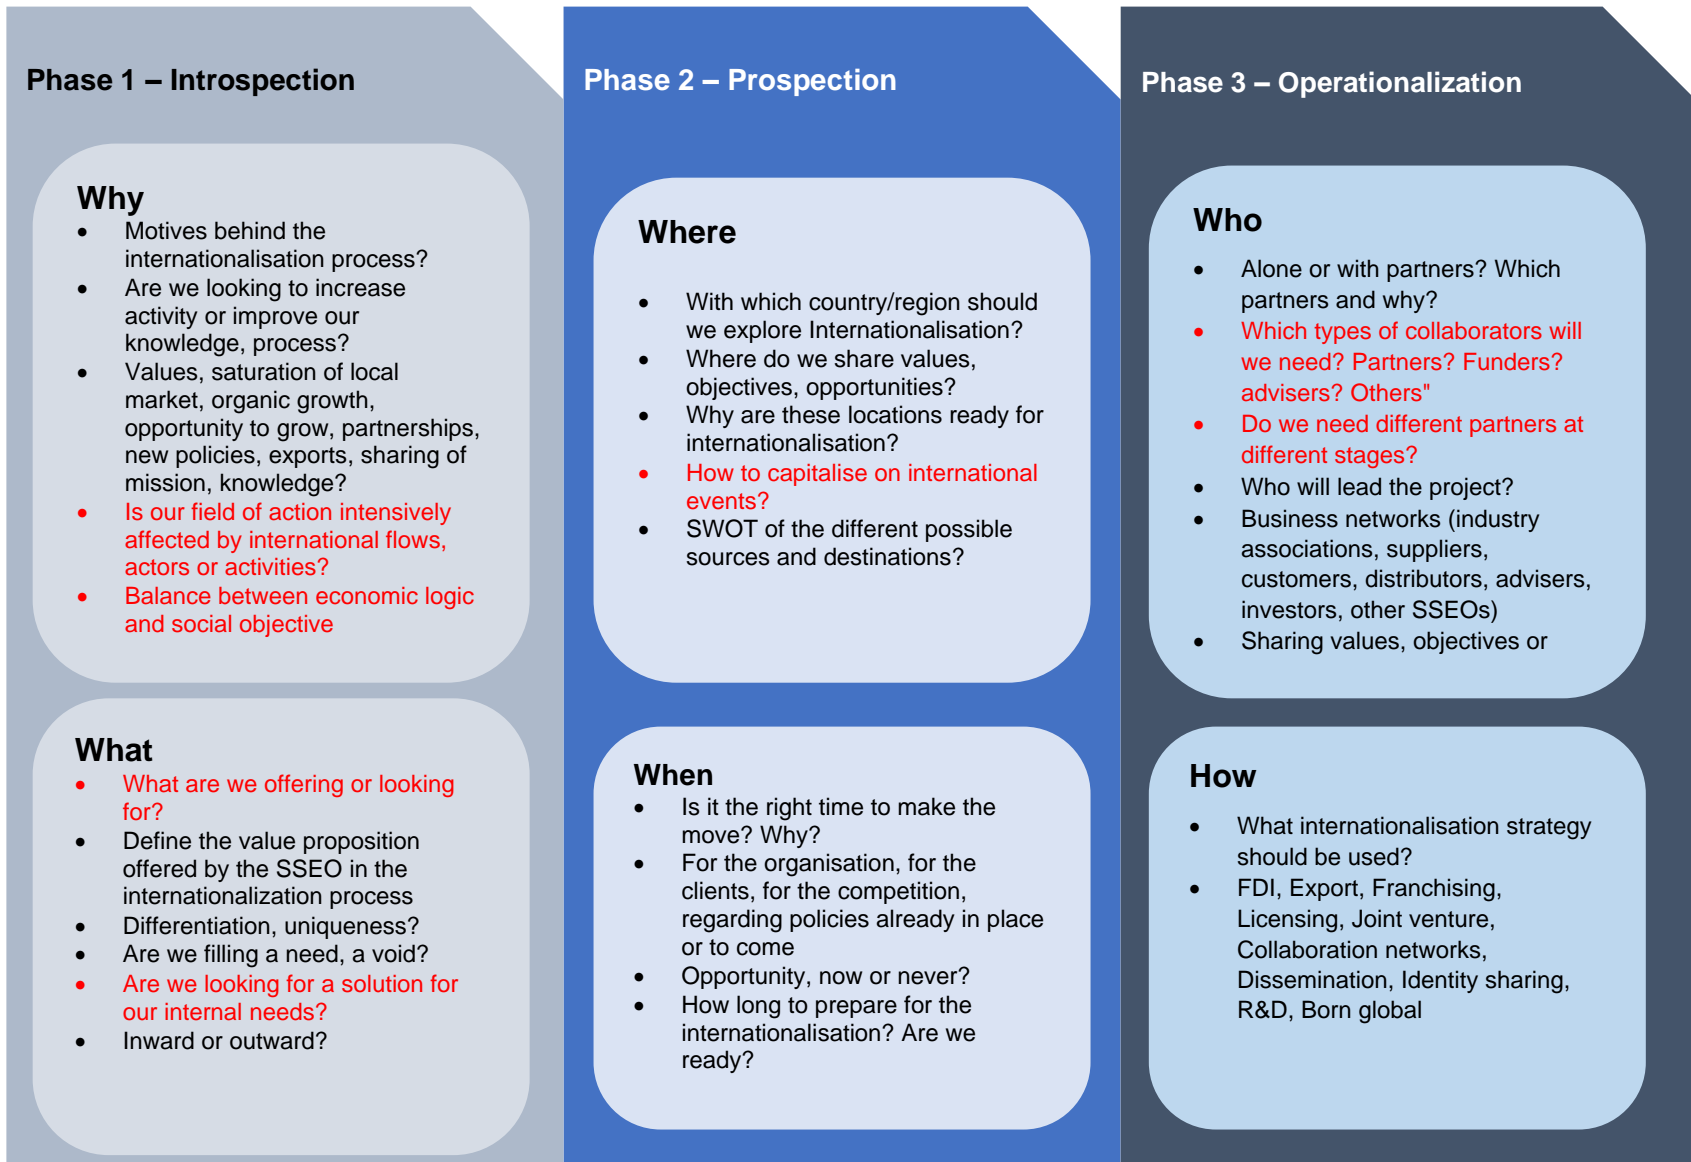 Phase 1 – Introspection
Why
• Motives behind the
internationalisation process?
• Are we looking to increase
activity or improve our
knowledge, process?
• Values, saturation of local
market, organic growth,
opportunity to grow, partnerships,
new policies, exports, sharing of
mission, knowledge?
• Is our field of action intensively
affected by international flows,
actors or activities?
• Balance between economic logic
and social objective
What
• What are we offering or looking
for?
• Define the value proposition
offered by the SSEO in the
internationalization process
• Differentiation, uniqueness?
• Are we filling a need, a void?
• Are we looking for a solution for
our internal needs?
• Inward or outward?
Phase 2 – Prospection
Where
• With which country/region should
we explore Internationalisation?
• Where do we share values,
objectives, opportunities?
• Why are these locations ready for
internationalisation?
• How to capitalise on international
events?
• SWOT of the different possible
sources and destinations?
When
• Is it the right time to make the
move? Why?
• For the organisation, for the
clients, for the competition,
regarding policies already in place
or to come
• Opportunity, now or never?
• How long to prepare for the
internationalisation? Are we
ready?
Phase 3 – Operationalization
Who
• Alone or with partners? Which
partners and why?
• Which types of collaborators will
we need? Partners? Funders?
advisers? Others"
• Do we need different partners at
different stages?
• Who will lead the project?
• Business networks (industry
associations, suppliers,
customers, distributors, advisers,
investors, other SSEOs)
• Sharing values, objectives or
How
• What internationalisation strategy
should be used?
• FDI, Export, Franchising,
Licensing, Joint venture,
Collaboration networks,
Dissemination, Identity sharing,
R&D, Born global